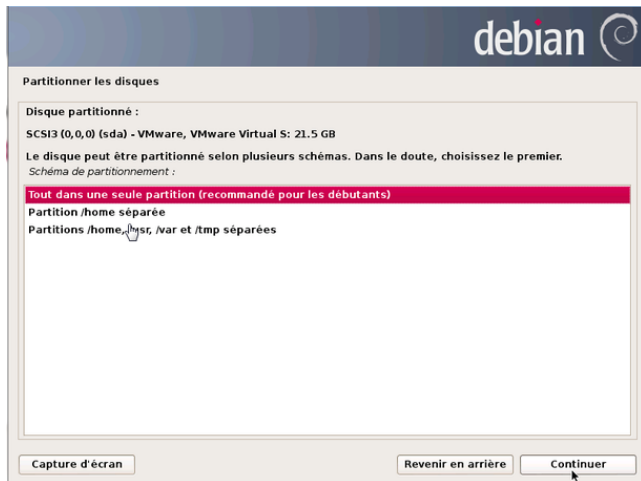 debian
Partitionner les disques
Disque partitionné :
SCSI3 (0,0,0) (sda) - VMware, VMware Virtual S: 21.5 GB
Le disque peut être partitionné selon plusieurs schémas. Dans le doute, choisissez le premier.
Schéma de partitionnement :
Tout dans une seule partition (recommandé pour les débutants)
Partition /home séparée
Partitions /home, /usr, /var et /tmp séparées
Capture d'écran
Revenir en arrière
Continuer